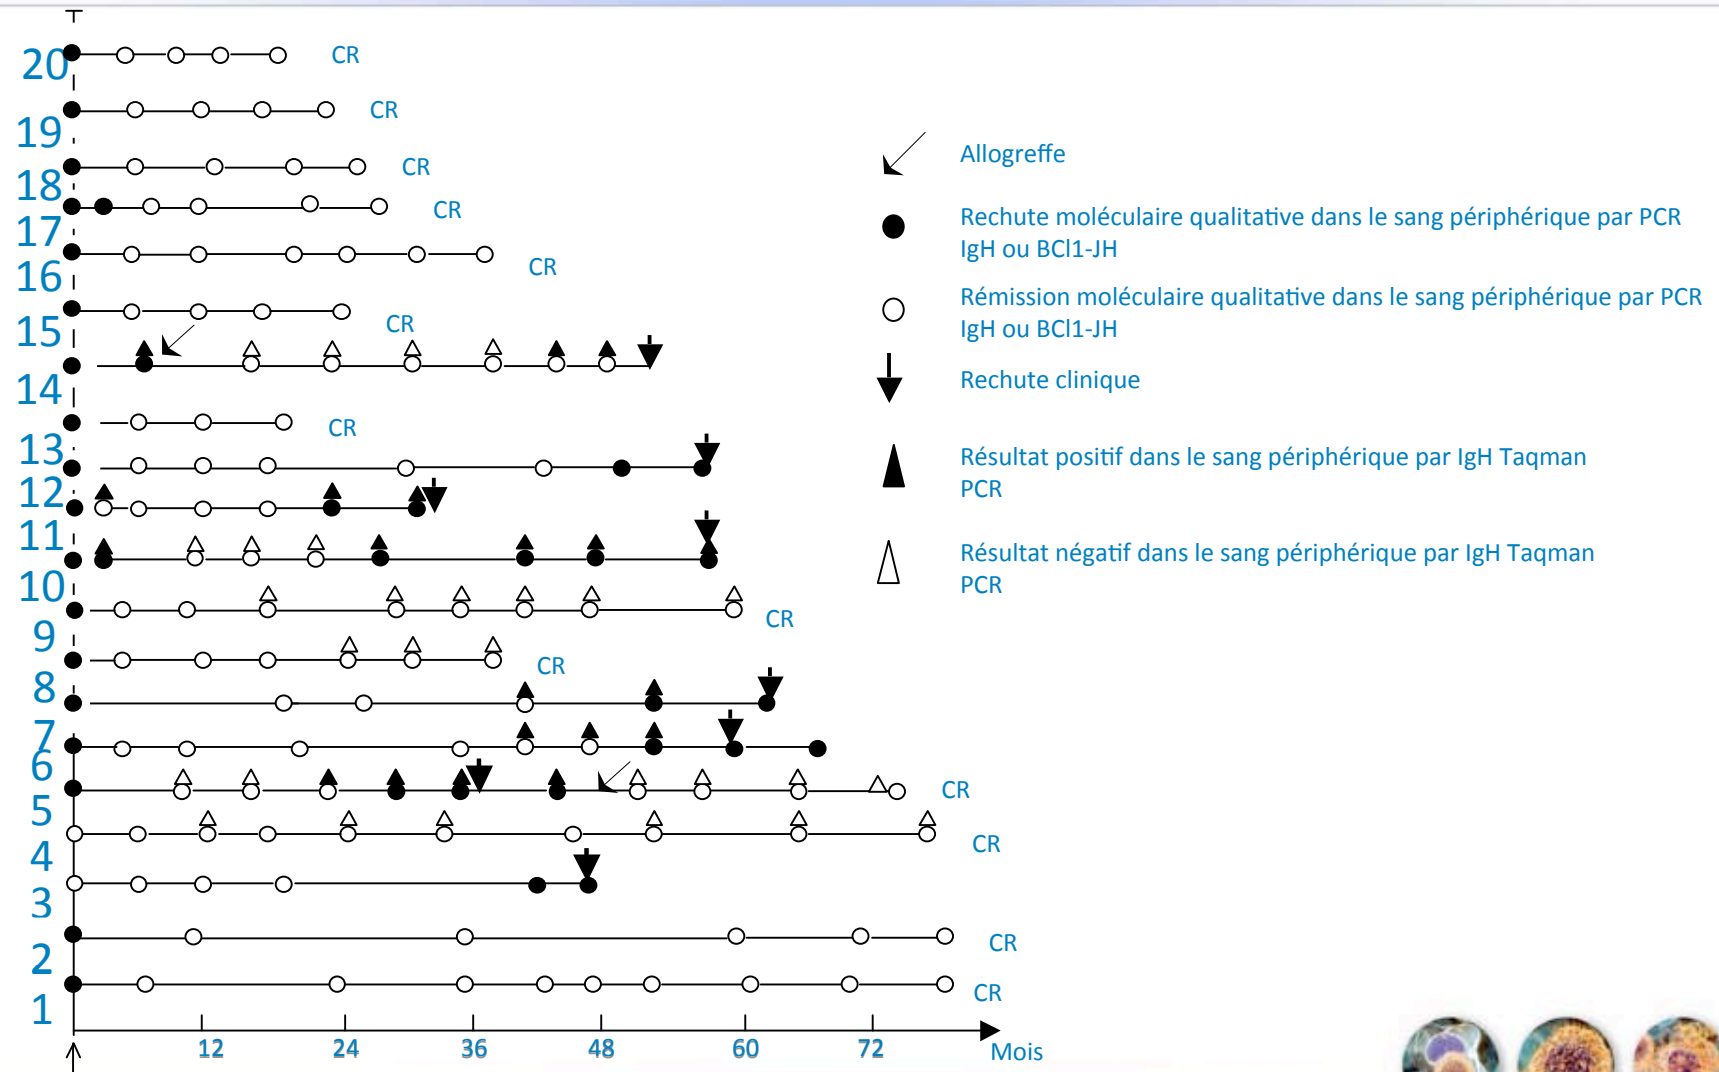 20
CR
19
CR
18
CR
17
CR
16
CR
15
CR
14
13
CR
12
11
10
9
CR
8
CR
7
6
5
CR
4
CR
3
2
CR
1
CR
12
24
36
48
60
72
Mois
Allogreffe
Rechute moléculaire qualitative dans le sang périphérique par PCR
IgH ou BCl1-JH
Rémission moléculaire qualitative dans le sang périphérique par PCR
IgH ou BCl1-JH
Rechute clinique
Résultat positif dans le sang périphérique par IgH Taqman
PCR
Résultat négatif dans le sang périphérique par IgH Taqman
PCR